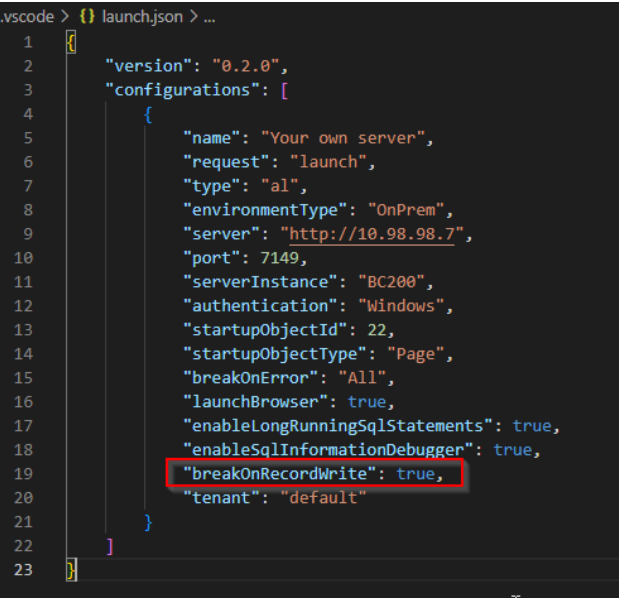 .vscode > {} launch.json > ...
1 {
2 "version": "0.2.0",
3 "configurations": [
4 {
5 "name": "Your own server",
6 "request": "launch",
7 "type": "al",
8 "environmentType": "OnPrem",
9 "server": "http://10.98.98.7",
10 "port": 7149,
11 "serverInstance": "BC200",
12 "authentication": "Windows",
13 "startupObjectId": 22,
14 "startupObjectType": "Page",
15 "breakOnError": "All",
16 "launchBrowser": true,
17 "enableLongRunningSqlStatements": true,
18 "enableSqlInformationDebugger": true,
19 "breakOnRecordWrite": true,
20 "tenant": "default"
21 }
22 ]
23 }